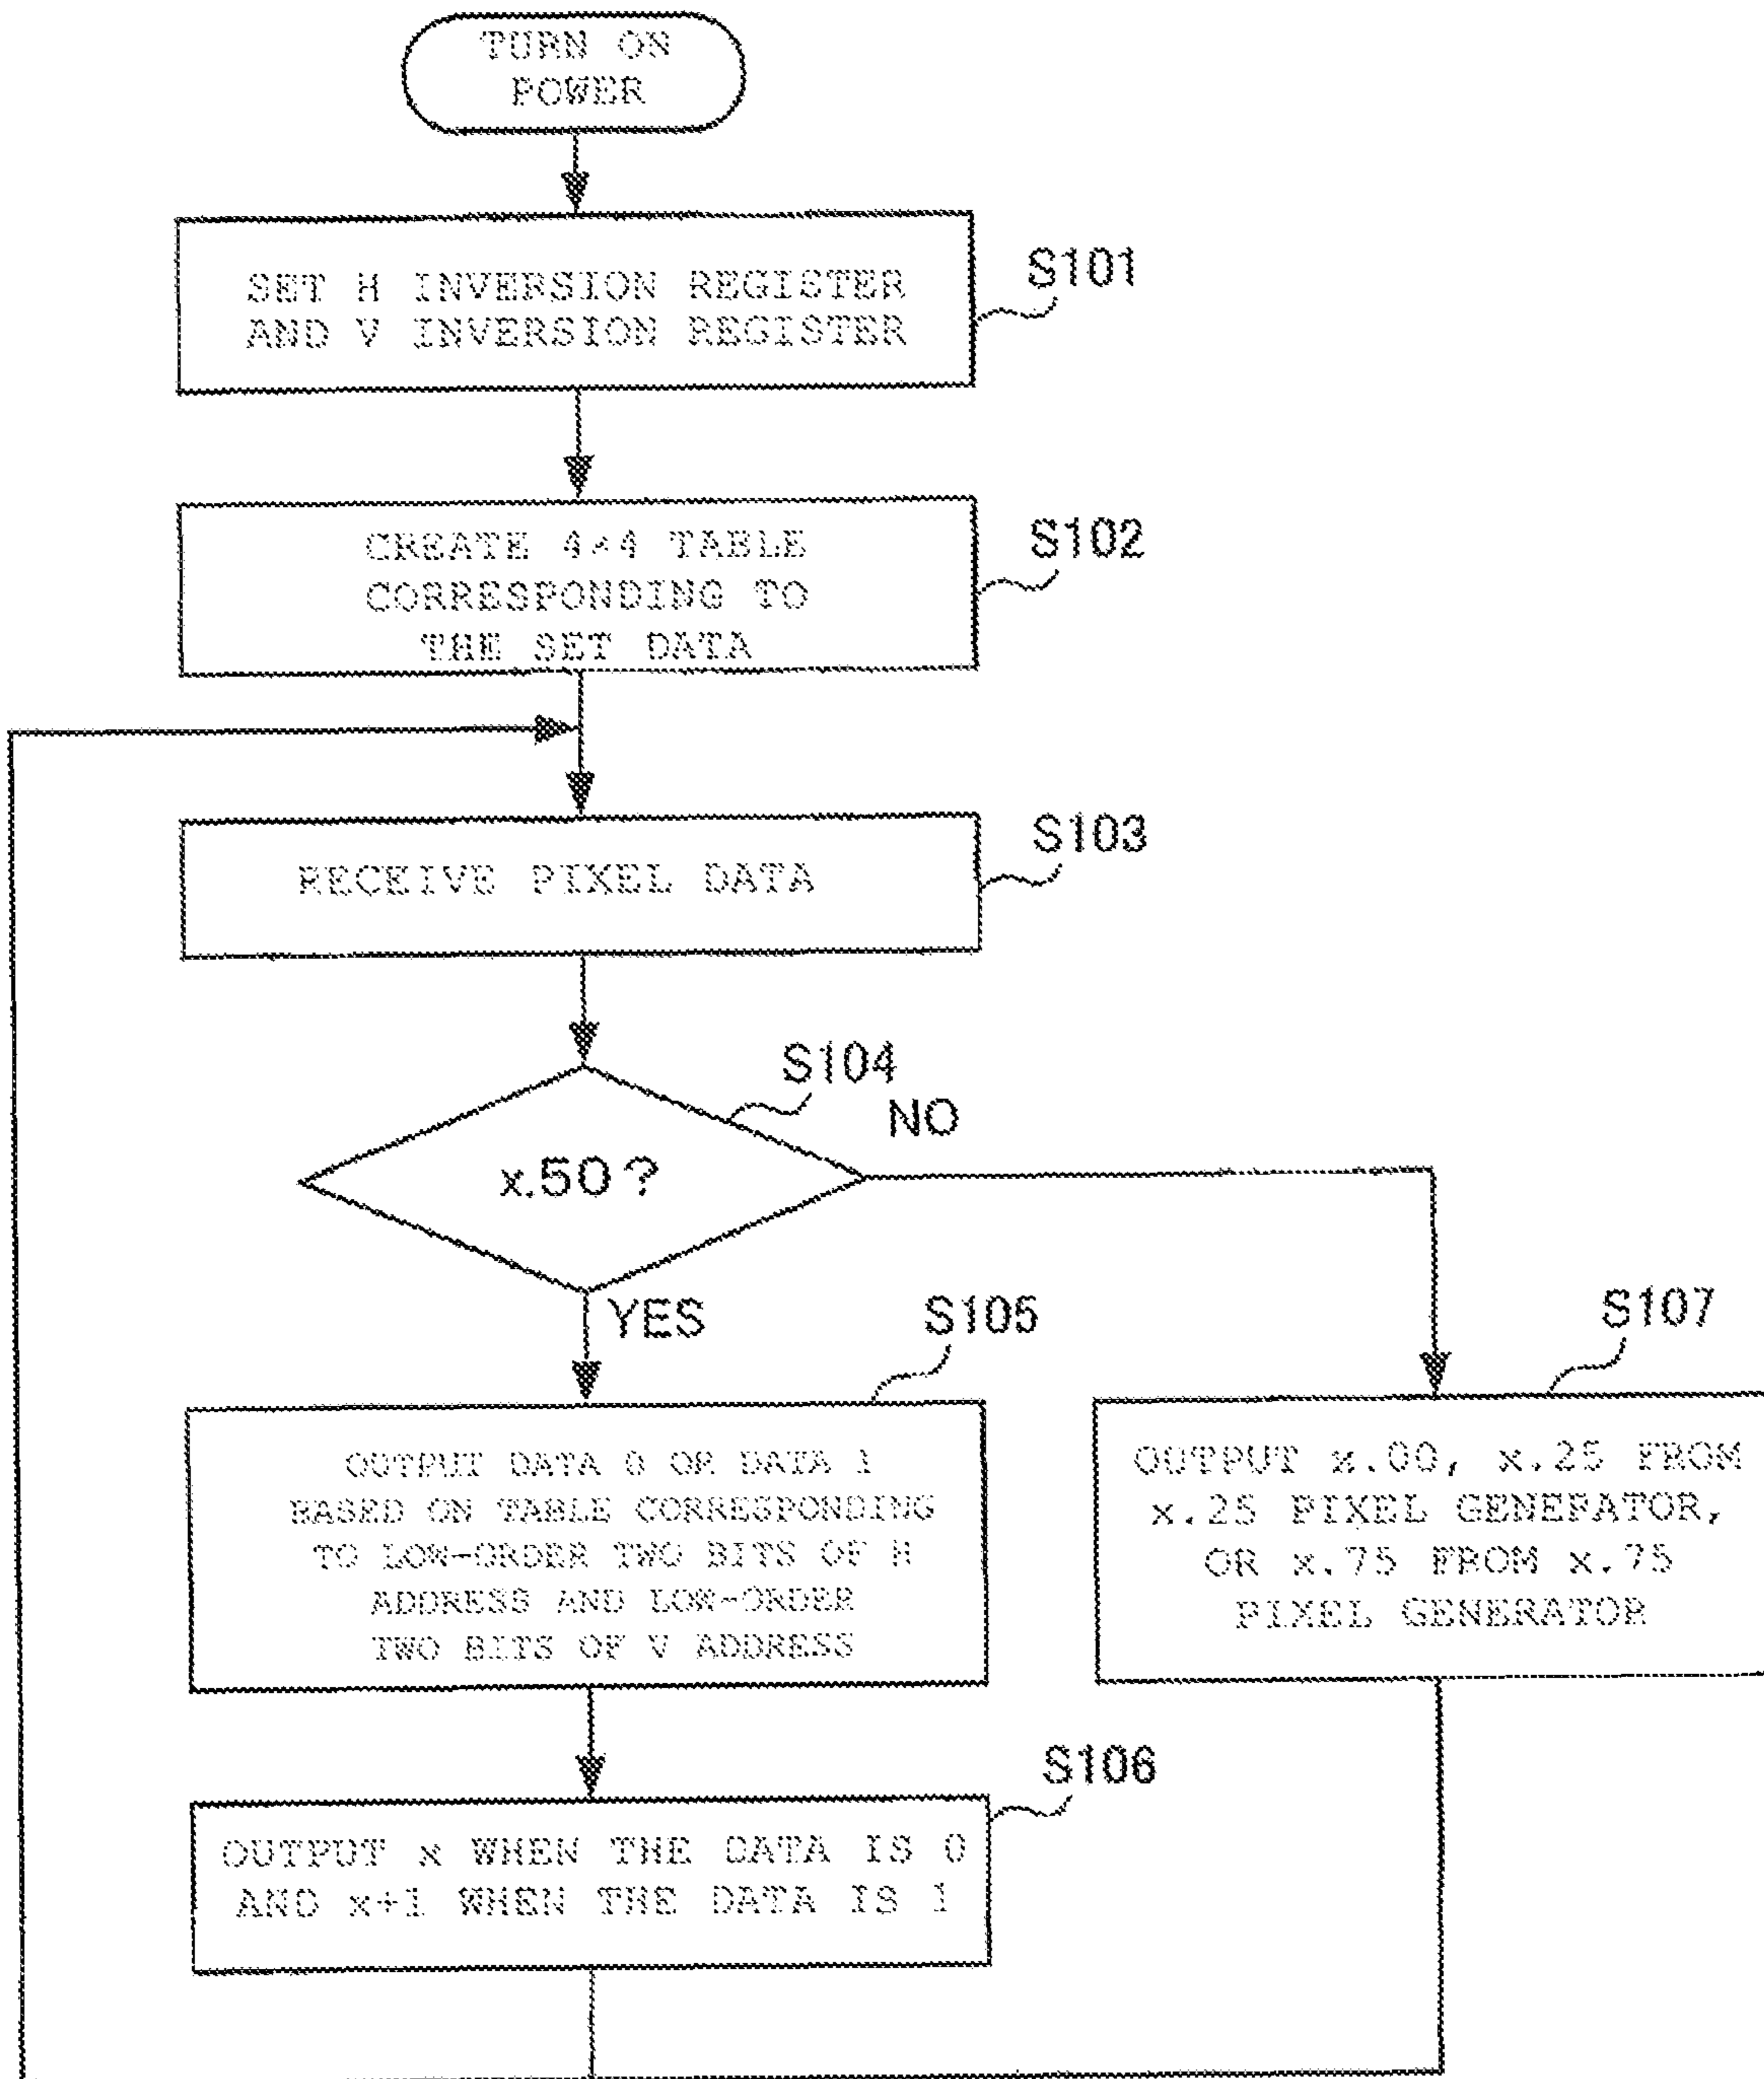 TURN ON
POWER
SET H INVERSION REGISTER
AND V INVERSION REGISTER
S101
CREATE 4×4 TABLE
CORRESPONDING TO
THE SET DATA
S102
RECEIVE PIXEL DATA
S103
S104
x.50?
NO
YES
S105
OUTPUT DATA 0 OR DATA 1
BASED ON TABLE CORRESPONDING
TO LOW-ORDER TWO BITS OF H
ADDRESS AND LOW-ORDER
TWO BITS OF V ADDRESS
S107
OUTPUT x.00, x.25 FROM
x.25 PIXEL GENERATOR,
OR x.75 FROM x.75
PIXEL GENERATOR
S106
OUTPUT x WHEN THE DATA IS 0
AND x+1 WHEN THE DATA IS 1